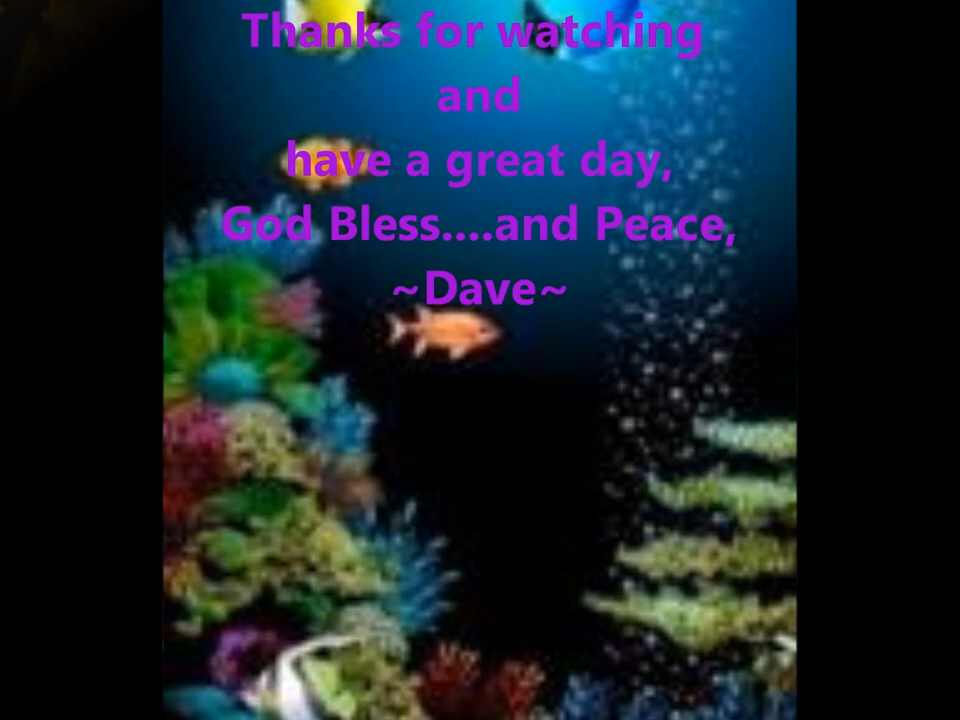 Thanks for watching
and
have a great day,
God Bless....and Peace,
~Dave~